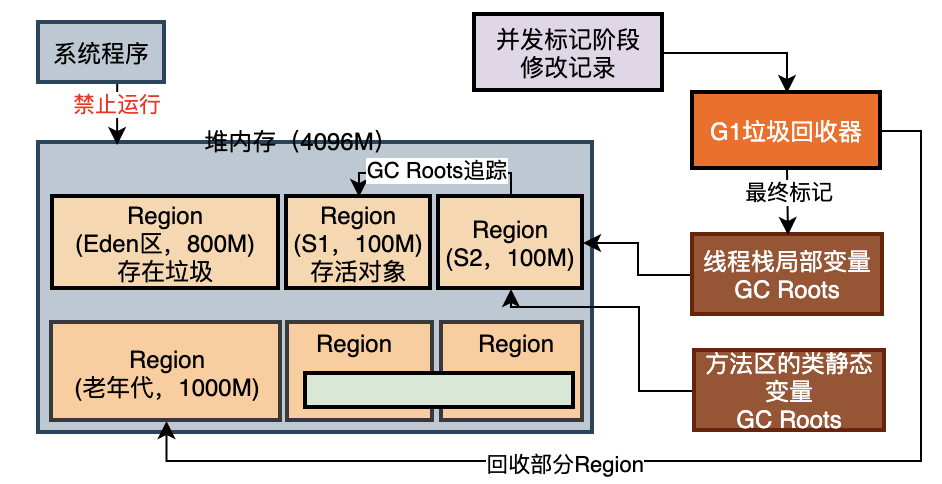 系统程序
并发标记阶段
修改记录
禁止运行
G1垃圾回收器
堆内存（4096M）
GC Roots追踪
最终标记
Region
(Eden区，800M)
存在垃圾
Region
(S1，100M)
存活对象
Region
(S2，100M)
线程栈局部变量
GC Roots
Region
(老年代，1000M)
Region
Region
方法区的类静态
变量
GC Roots
回收部分Region